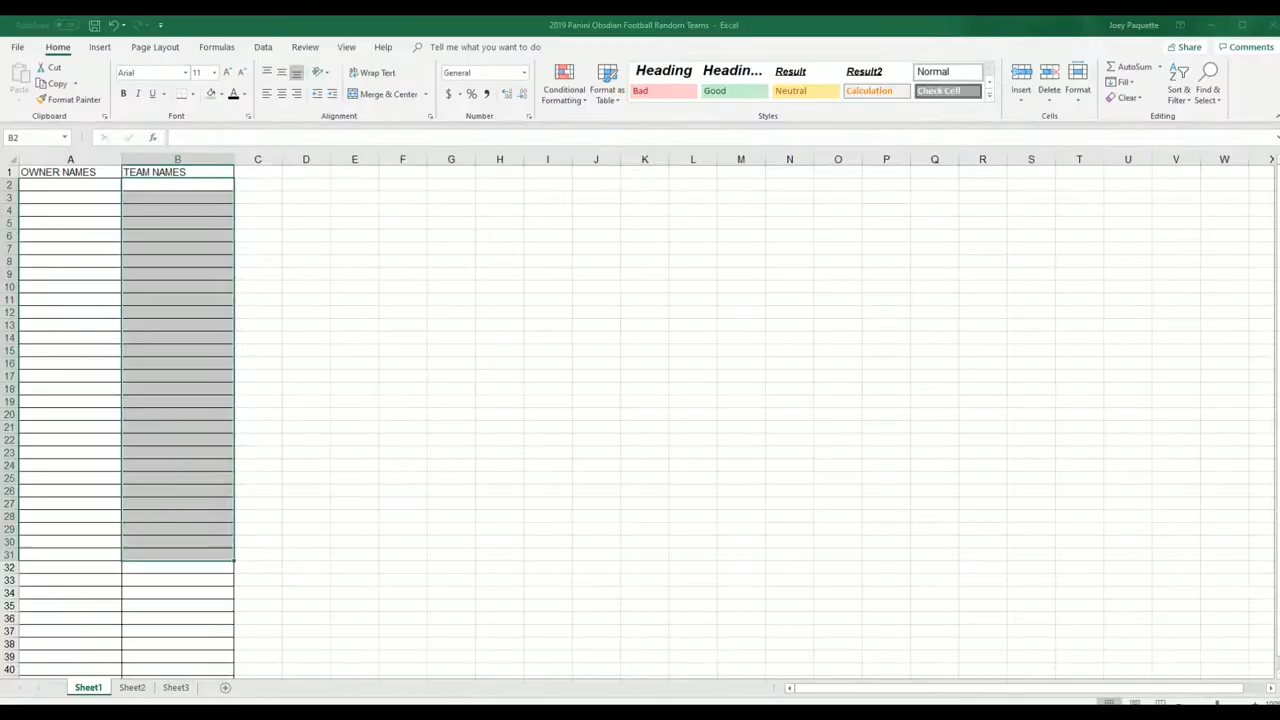 AutoSave
2019 Panini Obsdian Football Random Teams - Excel
Joey Paquette
File Home Insert Page Layout Formulas Data Review View Help Tell me what you want to do
Share Comments
Paste
Cut
Copy
Format Painter
Clipboard
Arial 11
B I U
Font
Wrap Text
Merge & Center
Alignment
General
$ % ,
Number
Conditional Formatting
Format as Table
Heading Headin... Result Result2 Normal
Bad Good Neutral Calculation Check Cell
Styles
Insert Delete Format
Cells
AutoSum
Fill
Clear
Sort & Filter
Find & Select
Editing
B2 fx
A B C D E F G H I J K L M N O P Q R S T U V W X
1 OWNER NAMES TEAM NAMES
2
3
4
5
6
7
8
9
10
11
12
13
14
15
16
17
18
19
20
21
22
23
24
25
26
27
28
29
30
31
32
33
34
35
36
37
38
39
40
Sheet1 Sheet2 Sheet3